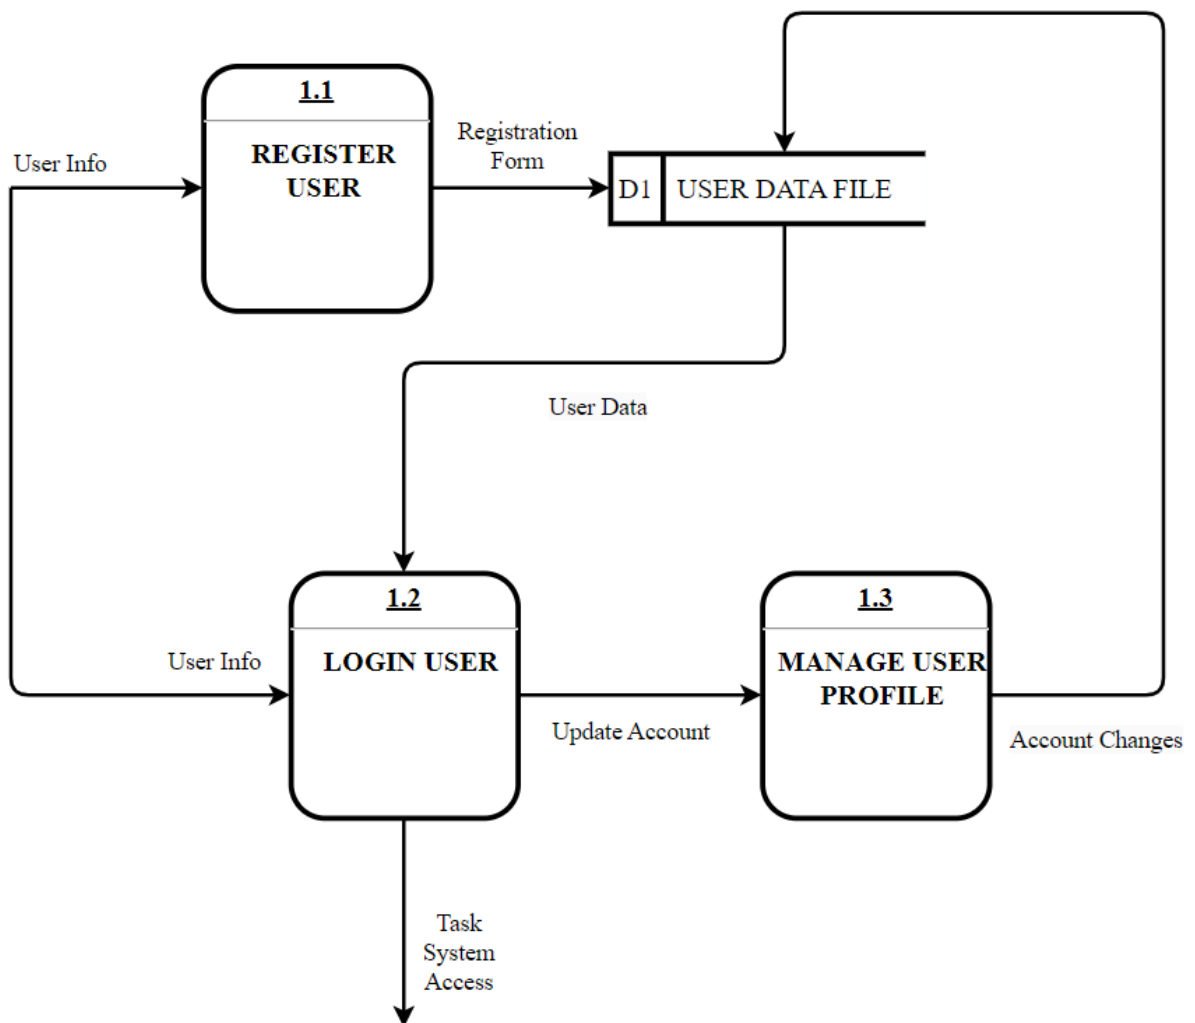 1.1
REGISTER
USER
User Info
Registration
Form
D1
USER DATA FILE
User Data
1.2
LOGIN USER
User Info
1.3
MANAGE USER
PROFILE
Update Account
Account Changes
Task
System
Access